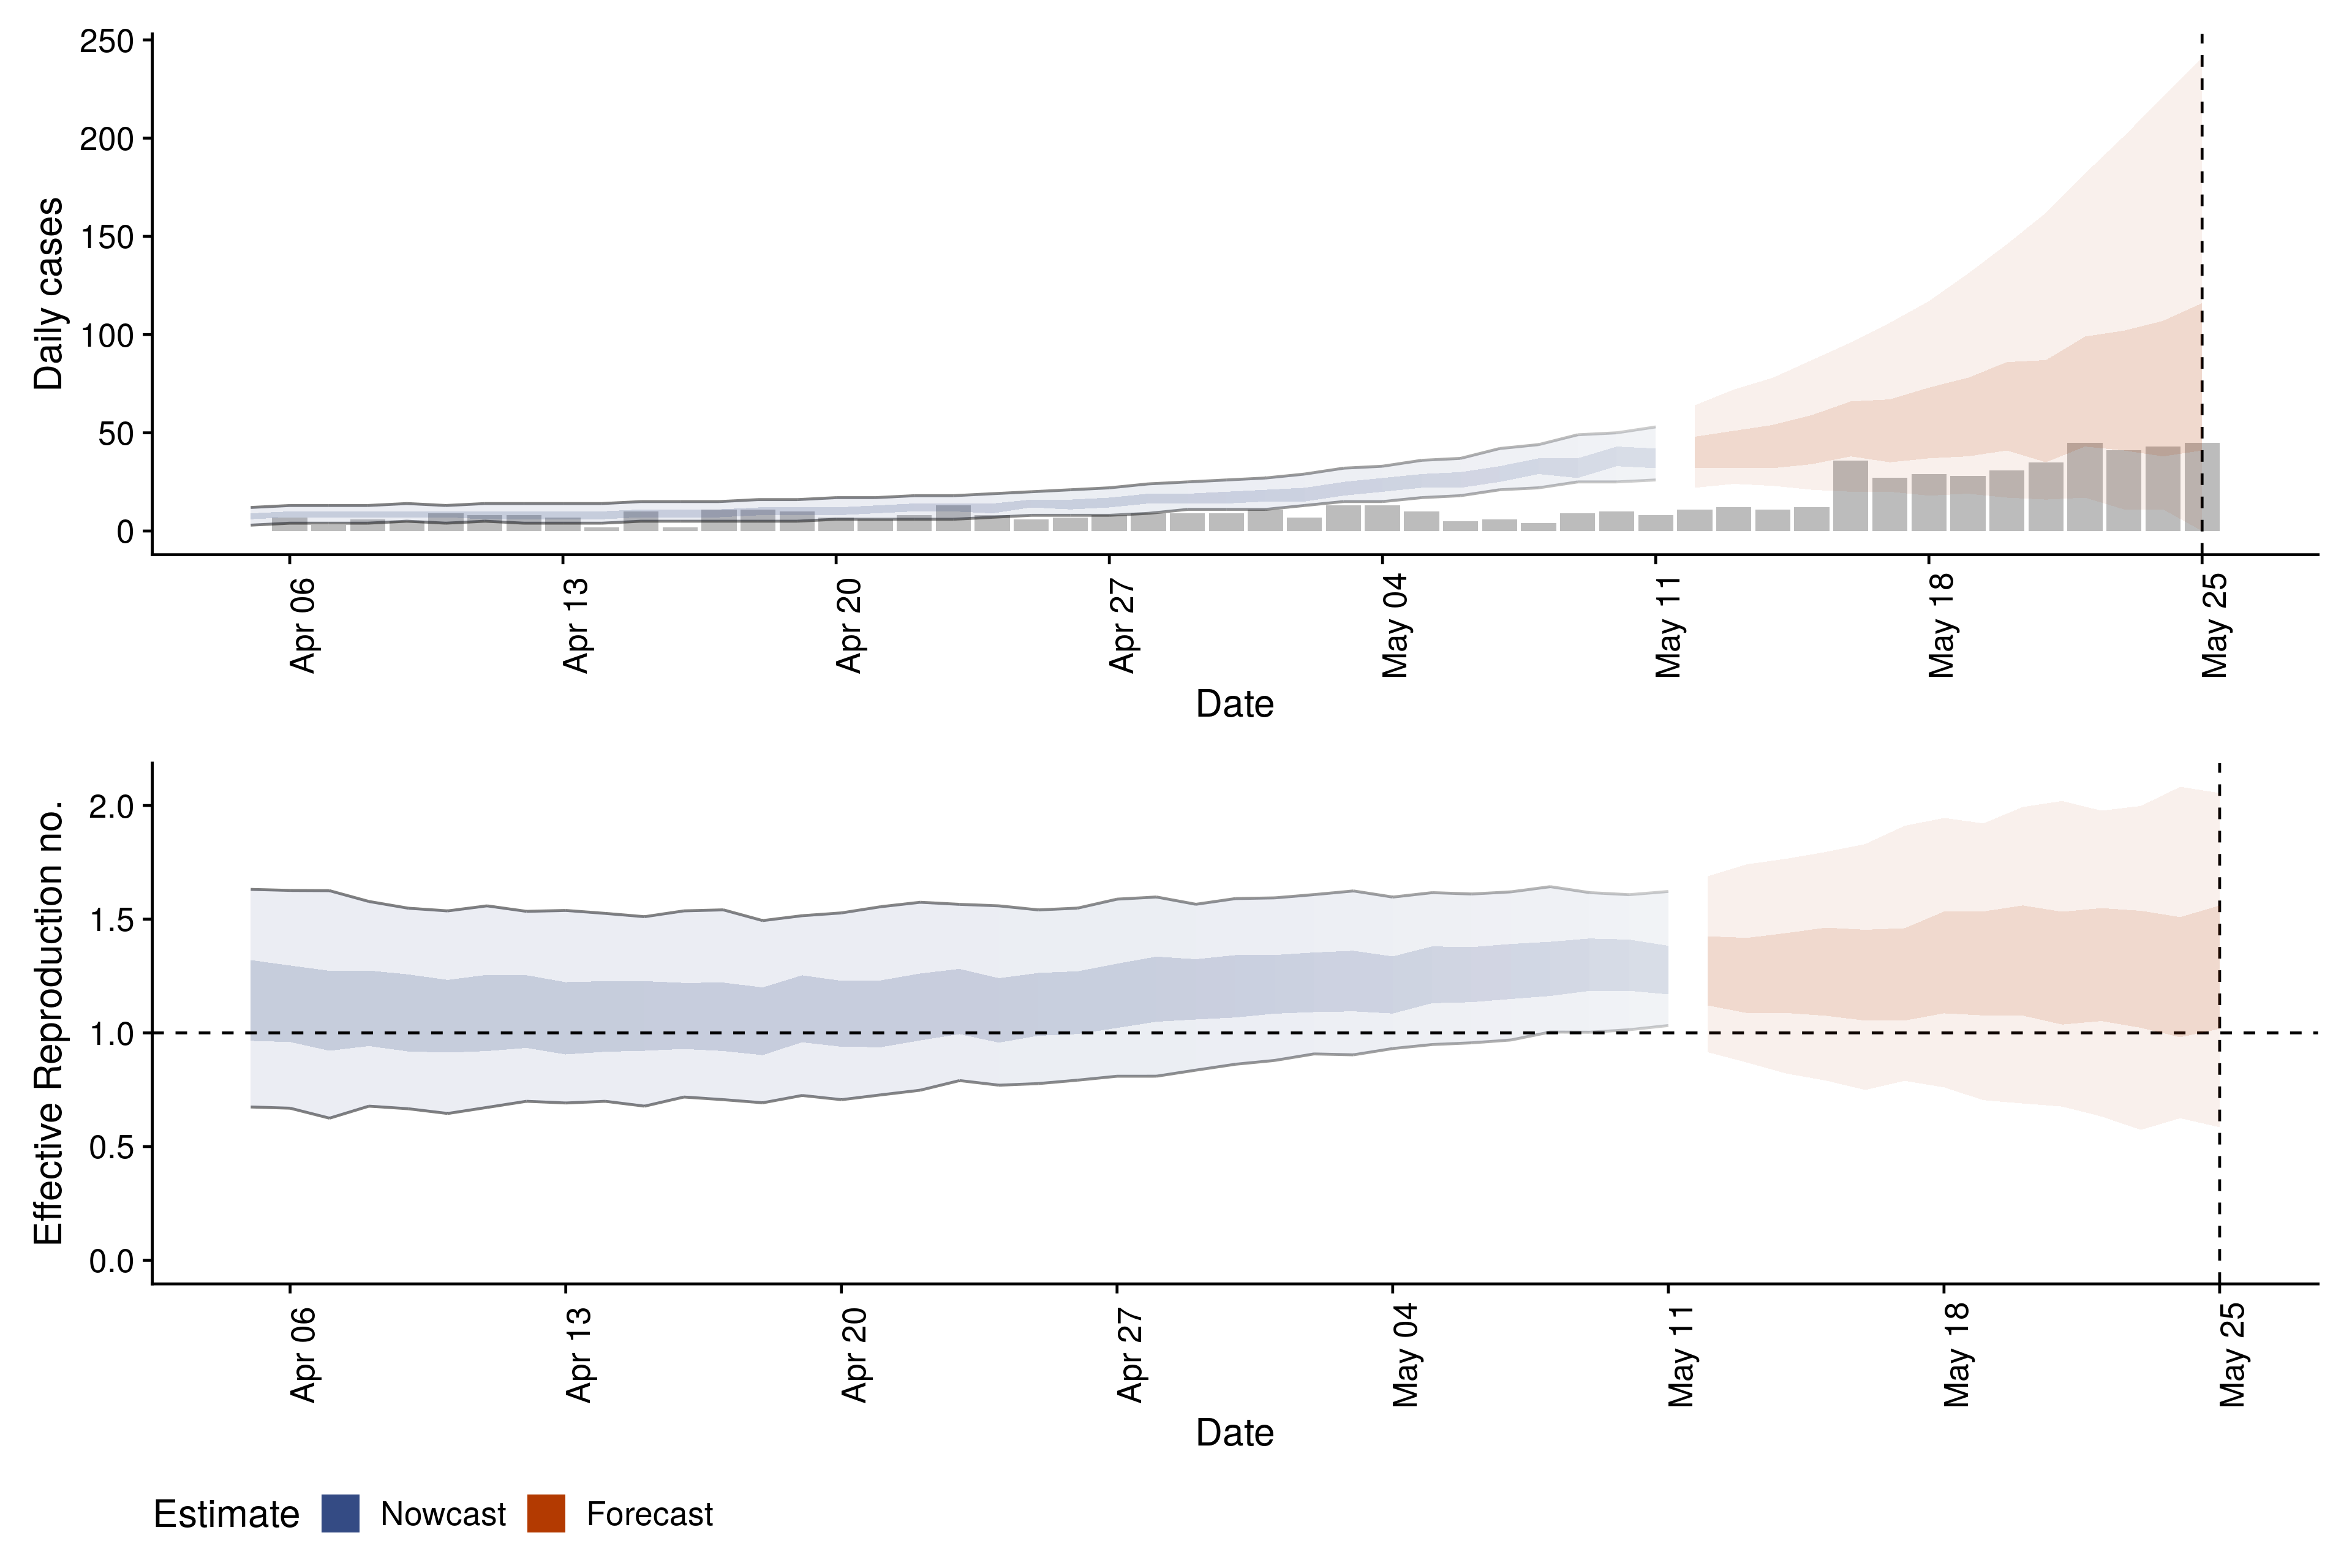 250
200
150
100
50
0
Daily cases
Apr 06 Apr 13 Apr 20 Apr 27 May 04 May 11 May 18 May 25
Date
2.0
1.5
1.0
0.5
0.0
Effective Reproduction no.
Apr 06 Apr 13 Apr 20 Apr 27 May 04 May 11 May 18 May 25
Date
Estimate Nowcast Forecast